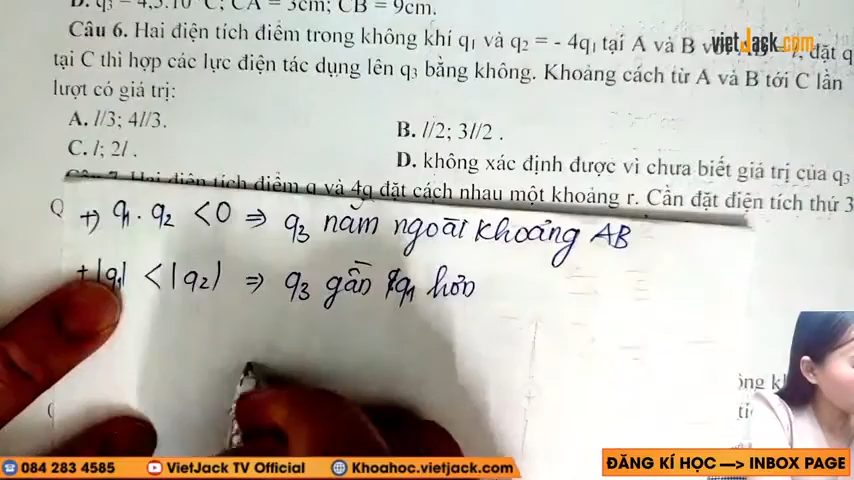 D. q₃ = 4,5.10 C; CA = 3cm; CB = 9cm.
Câu 6. Hai điện tích điểm trong không khí q₁ và q₂ = - 4q₁ tại A và B với, đặt q
tại C thì hợp các lực điện tác dụng lên q₃ bằng không. Khoảng cách từ A và B tới C lần
lượt có giá trị:
A. l/3; 4l/3.
B. l/2; 3l/2 .
C. l; 2l .
D. không xác định được vì chưa biết giá trị của q₃
Câu 7. Hai điện tích điểm q và 4q đặt cách nhau một khoảng r. Cần đặt điện tích thứ 3
Q
+) q₁ . q₂ < 0 ⇒ q₃ nằm ngoài khoảng AB
+ |q₁| < |q₂| ⇒ q₃ gần q₁ hơn
vietJack.com
084 283 4585 VietJack TV Official Khoahoc.vietjack.com
ĐĂNG KÍ HỌC —> INBOX PAGE